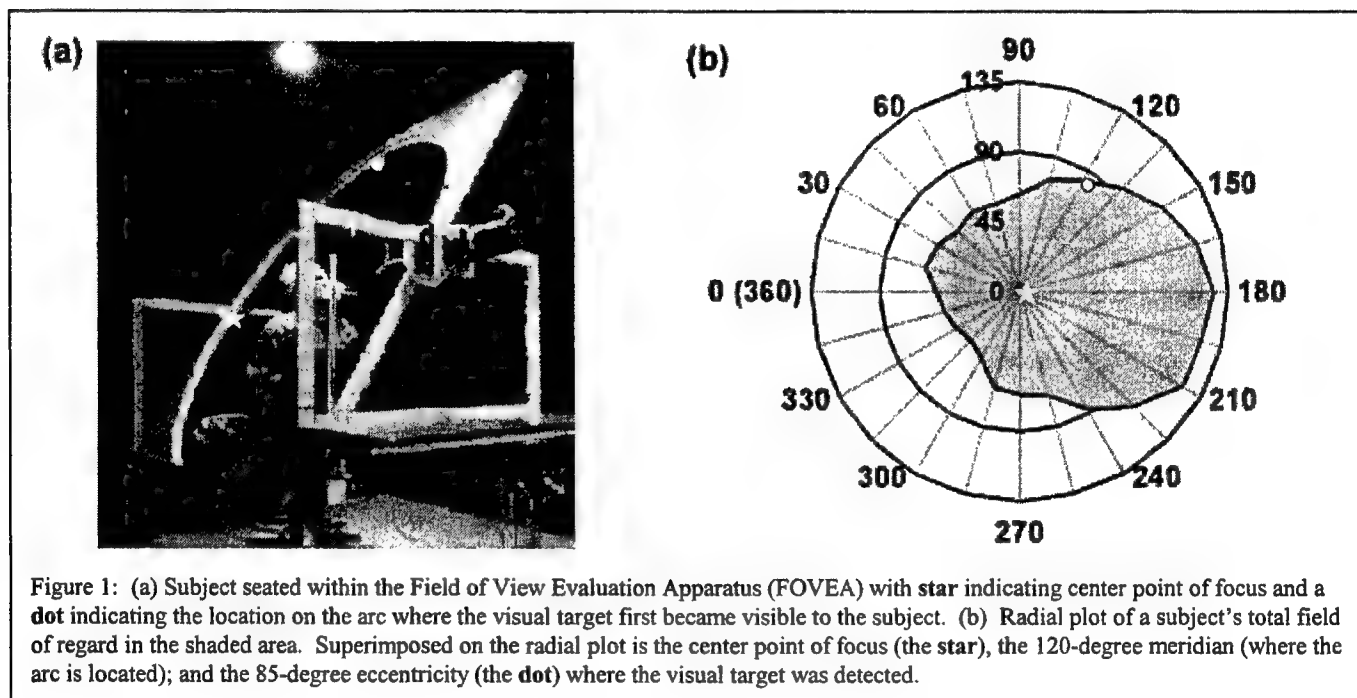 (a)
(b)
90
135
60
120
90
30
150
45
0 (360)
0
180
330
210
300
240
270
Figure 1: (a) Subject seated within the Field of View Evaluation Apparatus (FOVEA) with star indicating center point of focus and a
dot indicating the location on the arc where the visual target first became visible to the subject. (b) Radial plot of a subject's total field
of regard in the shaded area. Superimposed on the radial plot is the center point of focus (the star), the 120-degree meridian (where the
arc is located); and the 85-degree eccentricity (the dot) where the visual target was detected.